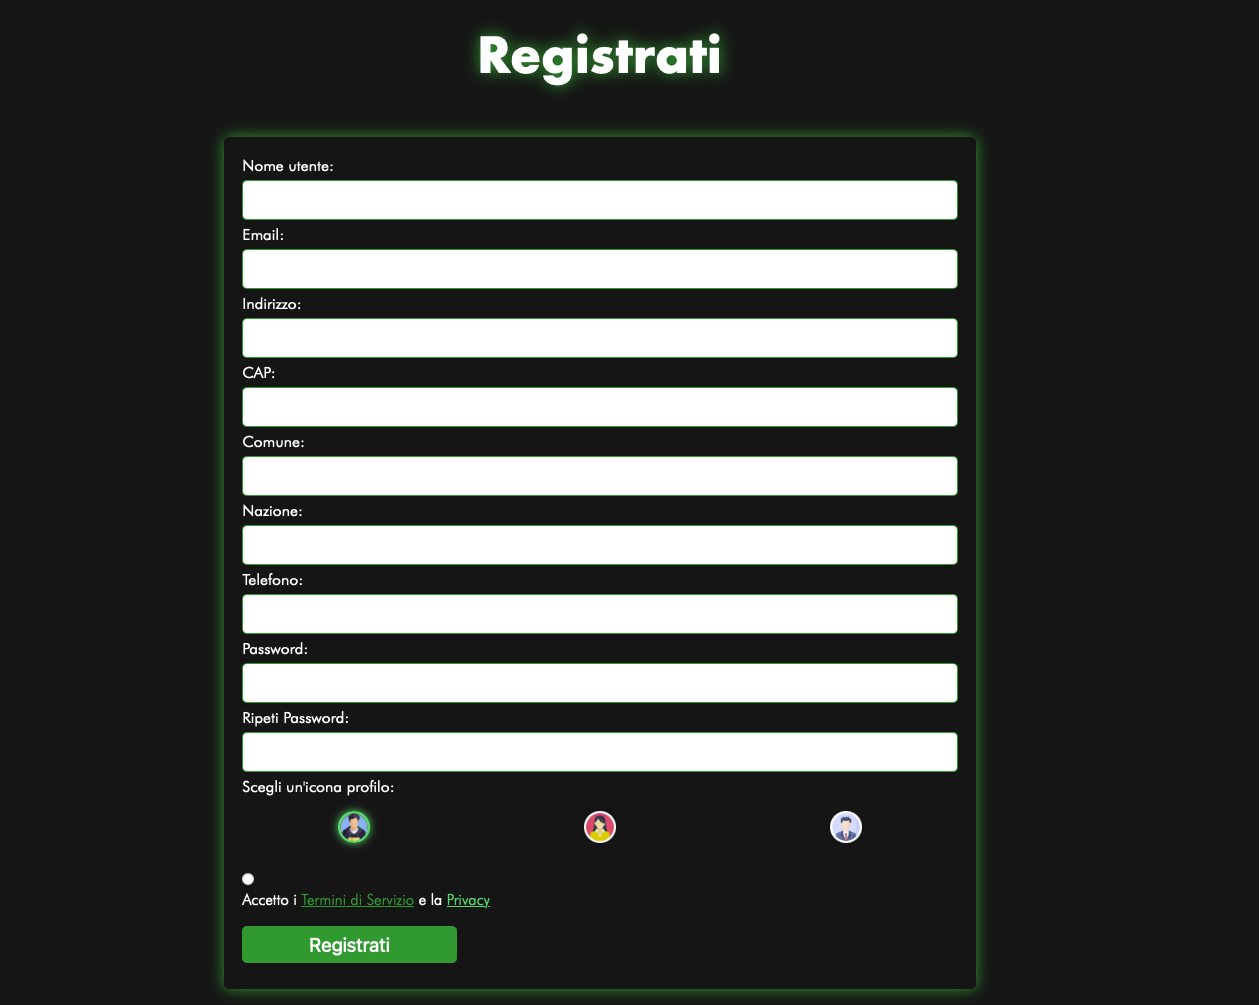 Registrati
Nome utente:
Email:
Indirizzo:
CAP:
Comune:
Nazione:
Telefono:
Password:
Ripeti Password:
Scegli un'icona profilo:
Accetto i Termini di Servizio e la Privacy
Registrati